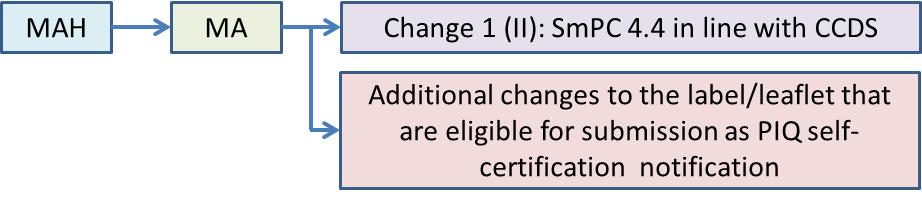 MAH
MA
Change 1 (II): SmPC 4.4 in line with CCDS
Additional changes to the label/leaflet that
are eligible for submission as PIQ self-
certification notification